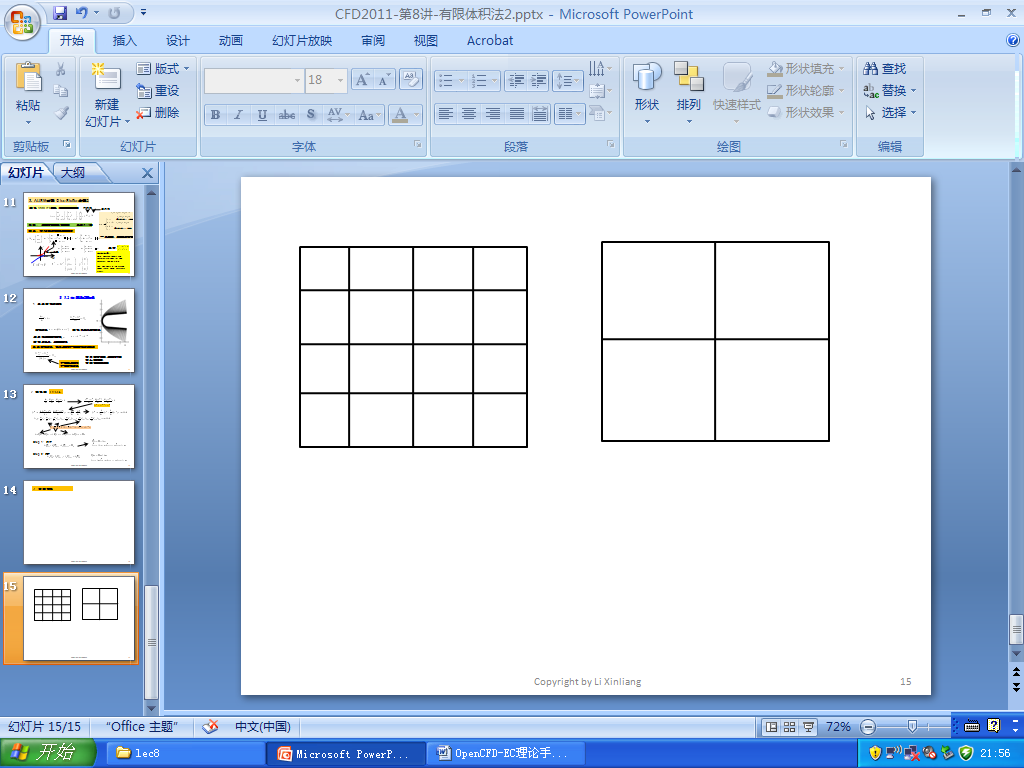 CFD2011-第8讲-有限体积法2.pptx - Microsoft PowerPoint
开始 插入 设计 动画 幻灯片放映 审阅 视图 Acrobat
粘贴
剪贴板
新建
幻灯片
版式
重设
删除
幻灯片
18
B I U abc S AV Aa A
字体
段落
形状 排列 快速样式
形状填充
形状轮廓
形状效果
绘图
查找
替换
选择
编辑
幻灯片 大纲
11
12
13
14
15
Copyright by Li Xinliang 15
幻灯片 15/15 "Office 主题" 中文(中国) 72%
开始 lec8 Microsoft PowerP... OpenCFD-EC理论手... 21:56